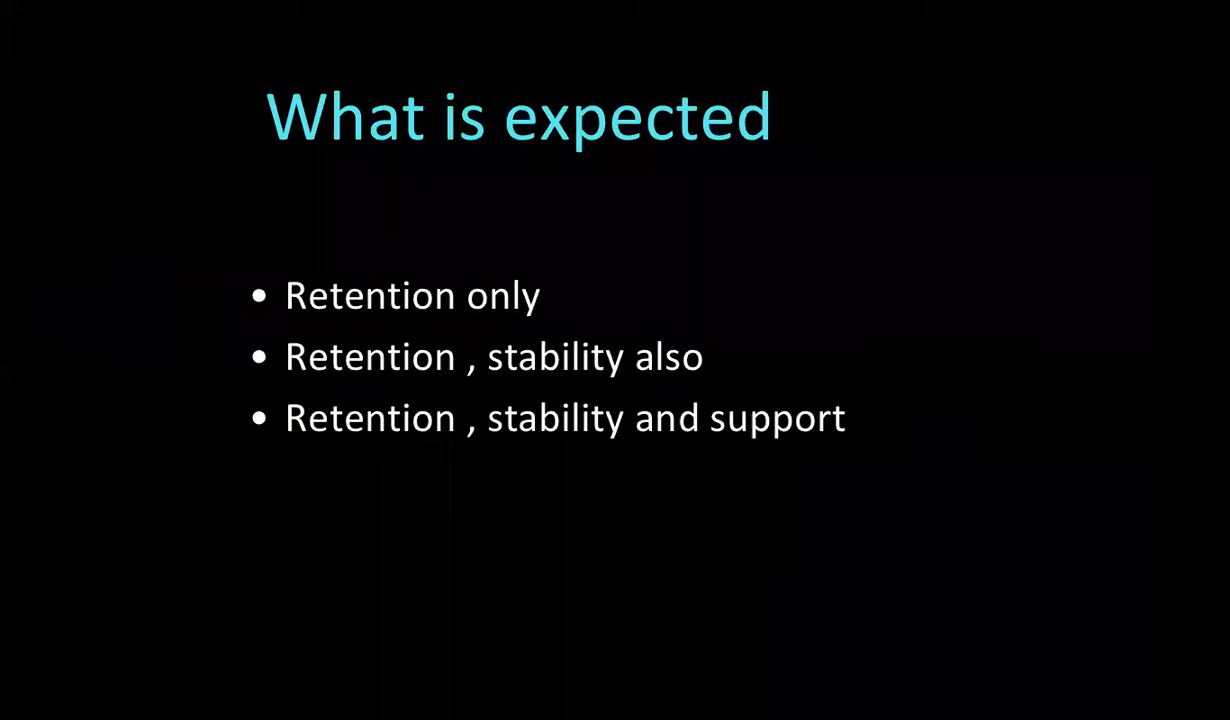 What is expected
• Retention only
• Retention , stability also
• Retention , stability and support